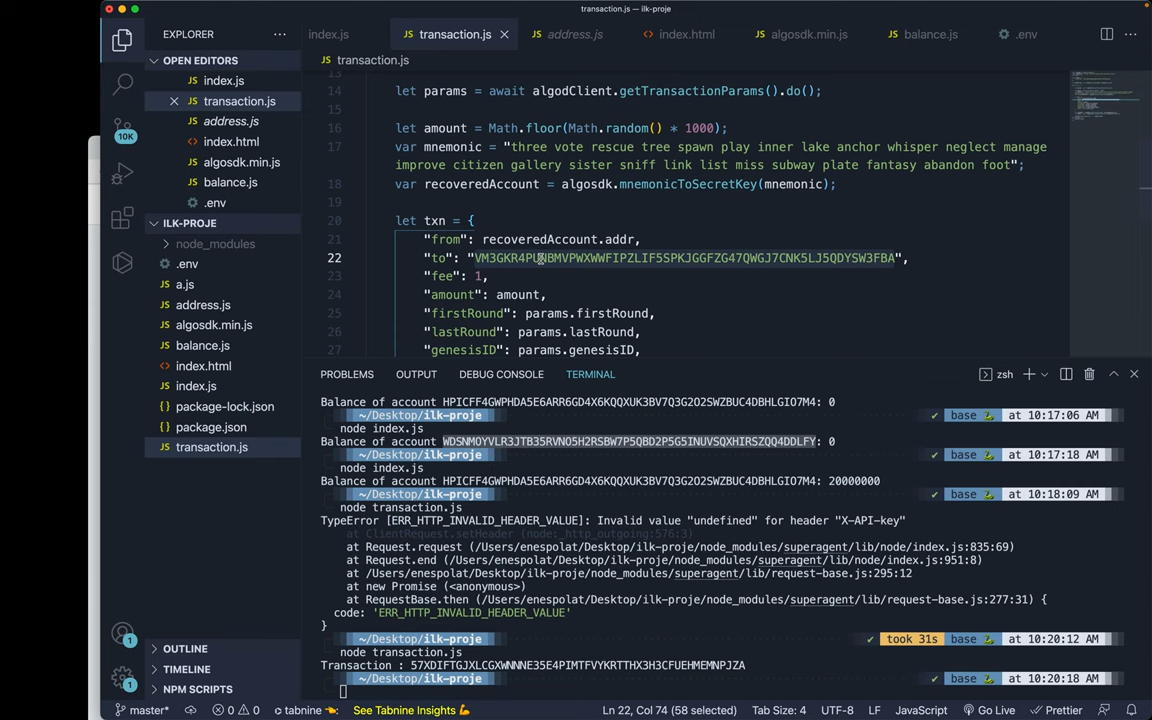 transaction.js — ilk-proje
EXPLORER
index.js
transaction.js
address.js
index.html
algosdk.min.js
balance.js
.env
OPEN EDITORS
index.js
transaction.js
address.js
index.html
algosdk.min.js
balance.js
.env
ILK-PROJE
node_modules
.env
a.js
address.js
algosdk.min.js
balance.js
index.html
index.js
package-lock.json
package.json
transaction.js
OUTLINE
TIMELINE
NPM SCRIPTS
10K
1
1
transaction.js
13
14 let params = await algodClient.getTransactionParams().do();
15
16 let amount = Math.floor(Math.random() * 1000);
17 var mnemonic = "three vote rescue tree spawn play inner lake anchor whisper neglect manage
improve citizen gallery sister sniff link list miss subway plate fantasy abandon foot";
18 var recoveredAccount = algosdk.mnemonicToSecretKey(mnemonic);
19
20 let txn = {
21 "from": recoveredAccount.addr,
22 "to": "VM3GKR4PUNBMVPWXWWFIPZLIF5SPKJGGFZG47QWGJ7CNK5LJ5QDYSW3FBA",
23 "fee": 1,
24 "amount": amount,
25 "firstRound": params.firstRound,
26 "lastRound": params.lastRound,
27 "genesisID": params.genesisID,
PROBLEMS OUTPUT DEBUG CONSOLE TERMINAL
zsh
Balance of account HPICFF4GWPHDA5E6ARR6GD4X6KQQXUK3BV7Q3G2O2SWZBUC4DBHLGIO7M4: 0
~/Desktop/ilk-proje ✔ base 🐍 at 10:17:06 AM
node index.js
Balance of account WDSNMOYVLR3JTB35RVNO5H2RSBW7P5QBD2P5G5INUVSQXHIRSZQQ4DDLFY: 0
~/Desktop/ilk-proje ✔ base 🐍 at 10:17:18 AM
node index.js
Balance of account HPICFF4GWPHDA5E6ARR6GD4X6KQQXUK3BV7Q3G2O2SWZBUC4DBHLGIO7M4: 20000000
~/Desktop/ilk-proje ✔ base 🐍 at 10:18:09 AM
node transaction.js
TypeError [ERR_HTTP_INVALID_HEADER_VALUE]: Invalid value "undefined" for header "X-API-key"
at ClientRequest.setHeader (node:_http_outgoing:576:3)
at Request.request (/Users/enespolat/Desktop/ilk-proje/node_modules/superagent/lib/node/index.js:835:69)
at Request.end (/Users/enespolat/Desktop/ilk-proje/node_modules/superagent/lib/node/index.js:951:8)
at /Users/enespolat/Desktop/ilk-proje/node_modules/superagent/lib/request-base.js:295:12
at new Promise (<anonymous>)
at RequestBase.then (/Users/enespolat/Desktop/ilk-proje/node_modules/superagent/lib/request-base.js:277:31) {
code: 'ERR_HTTP_INVALID_HEADER_VALUE'
}
~/Desktop/ilk-proje ✔ took 31s base 🐍 at 10:20:12 AM
node transaction.js
Transaction : 57XDIFTGJXLCGXWNNNE35E4PIMTFVYKRTTHX3H3CFUEHMEMNPJZA
~/Desktop/ilk-proje ✔ base 🐍 at 10:20:18 AM
master* 0 0 tabnine See Tabnine Insights Ln 22, Col 74 (58 selected) Tab Size: 4 UTF-8 LF JavaScript Go Live Prettier